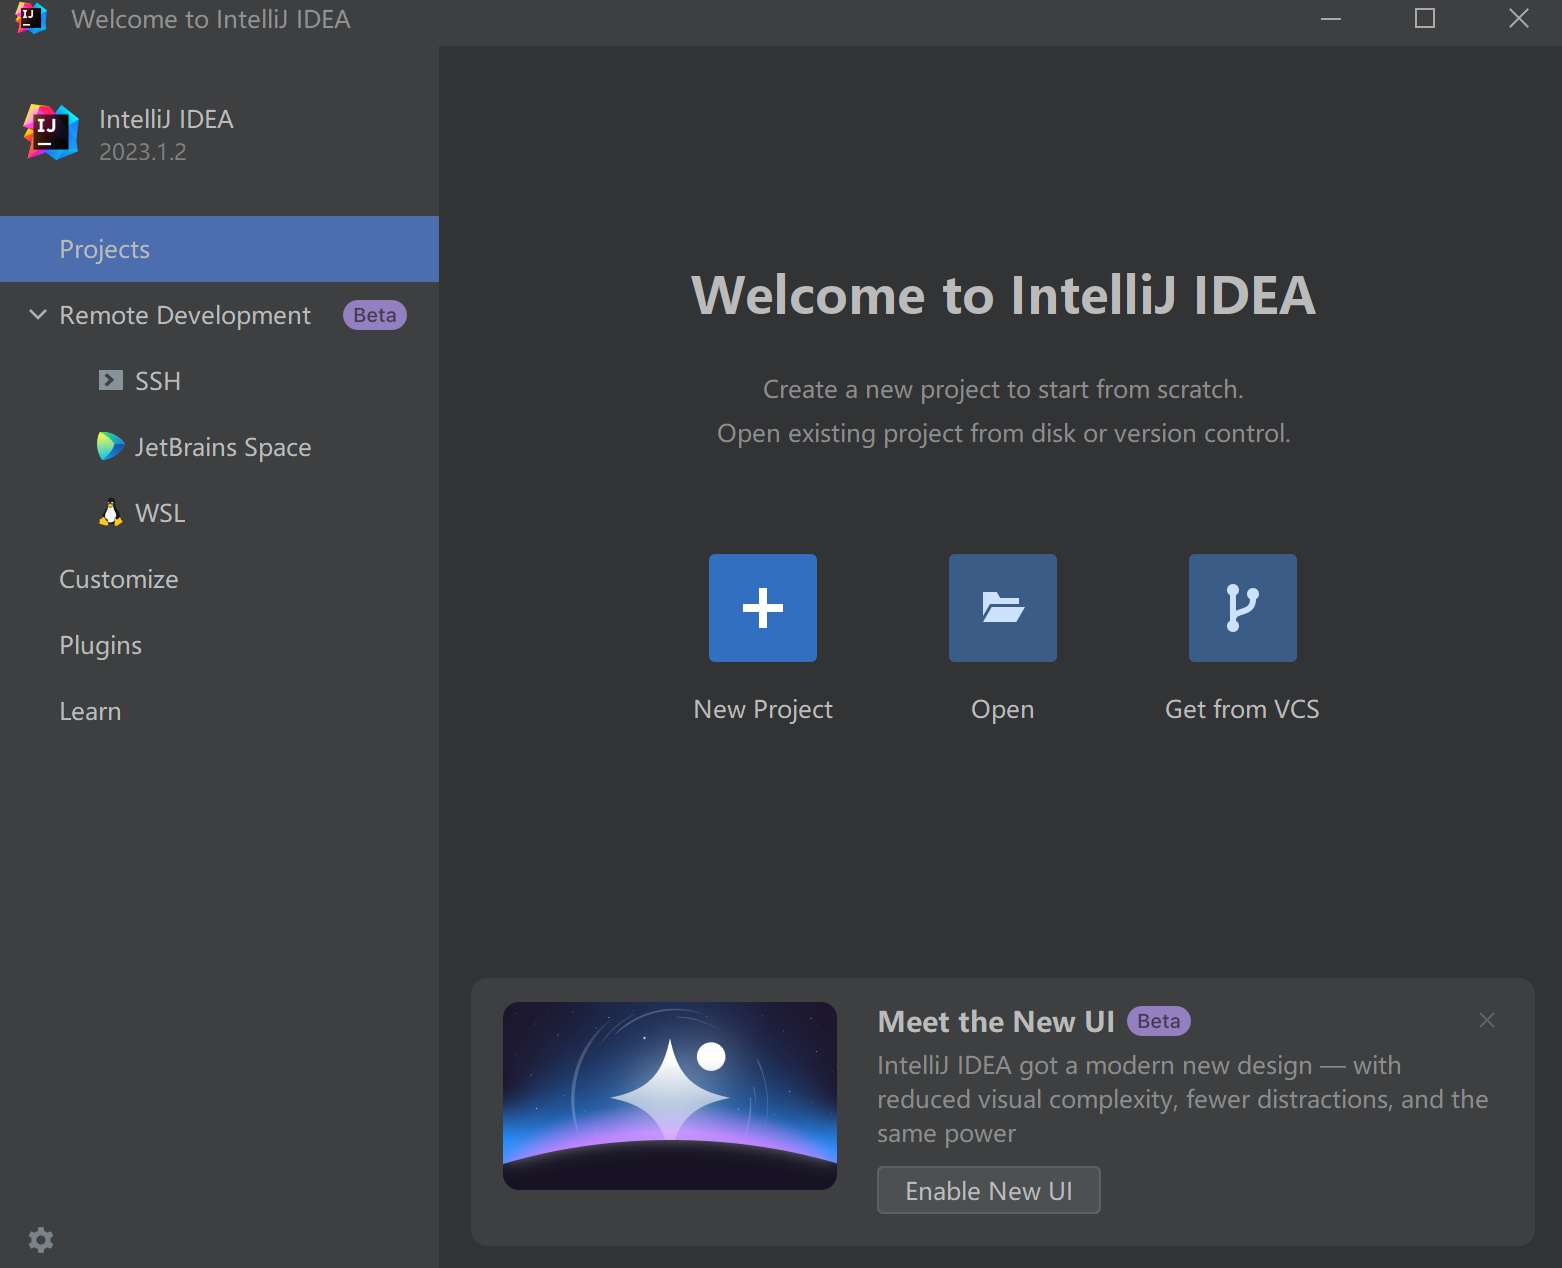 Welcome to IntelliJ IDEA
IJ
IntelliJ IDEA
2023.1.2
Projects
Remote Development Beta
SSH
JetBrains Space
WSL
Customize
Plugins
Learn
Welcome to IntelliJ IDEA
Create a new project to start from scratch.
Open existing project from disk or version control.
New Project
Open
Get from VCS
Meet the New UI Beta
IntelliJ IDEA got a modern new design — with
reduced visual complexity, fewer distractions, and the
same power
Enable New UI